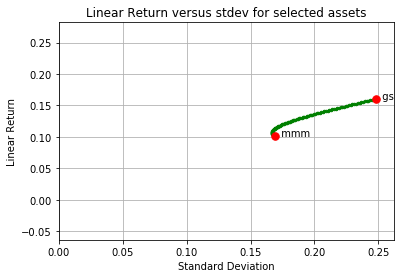 Linear Return versus stdev for selected assets
Linear Return
0.25
0.20
0.15
0.10
0.05
0.00
−0.05
gs
mmm
0.00 0.05 0.10 0.15 0.20 0.25
Standard Deviation